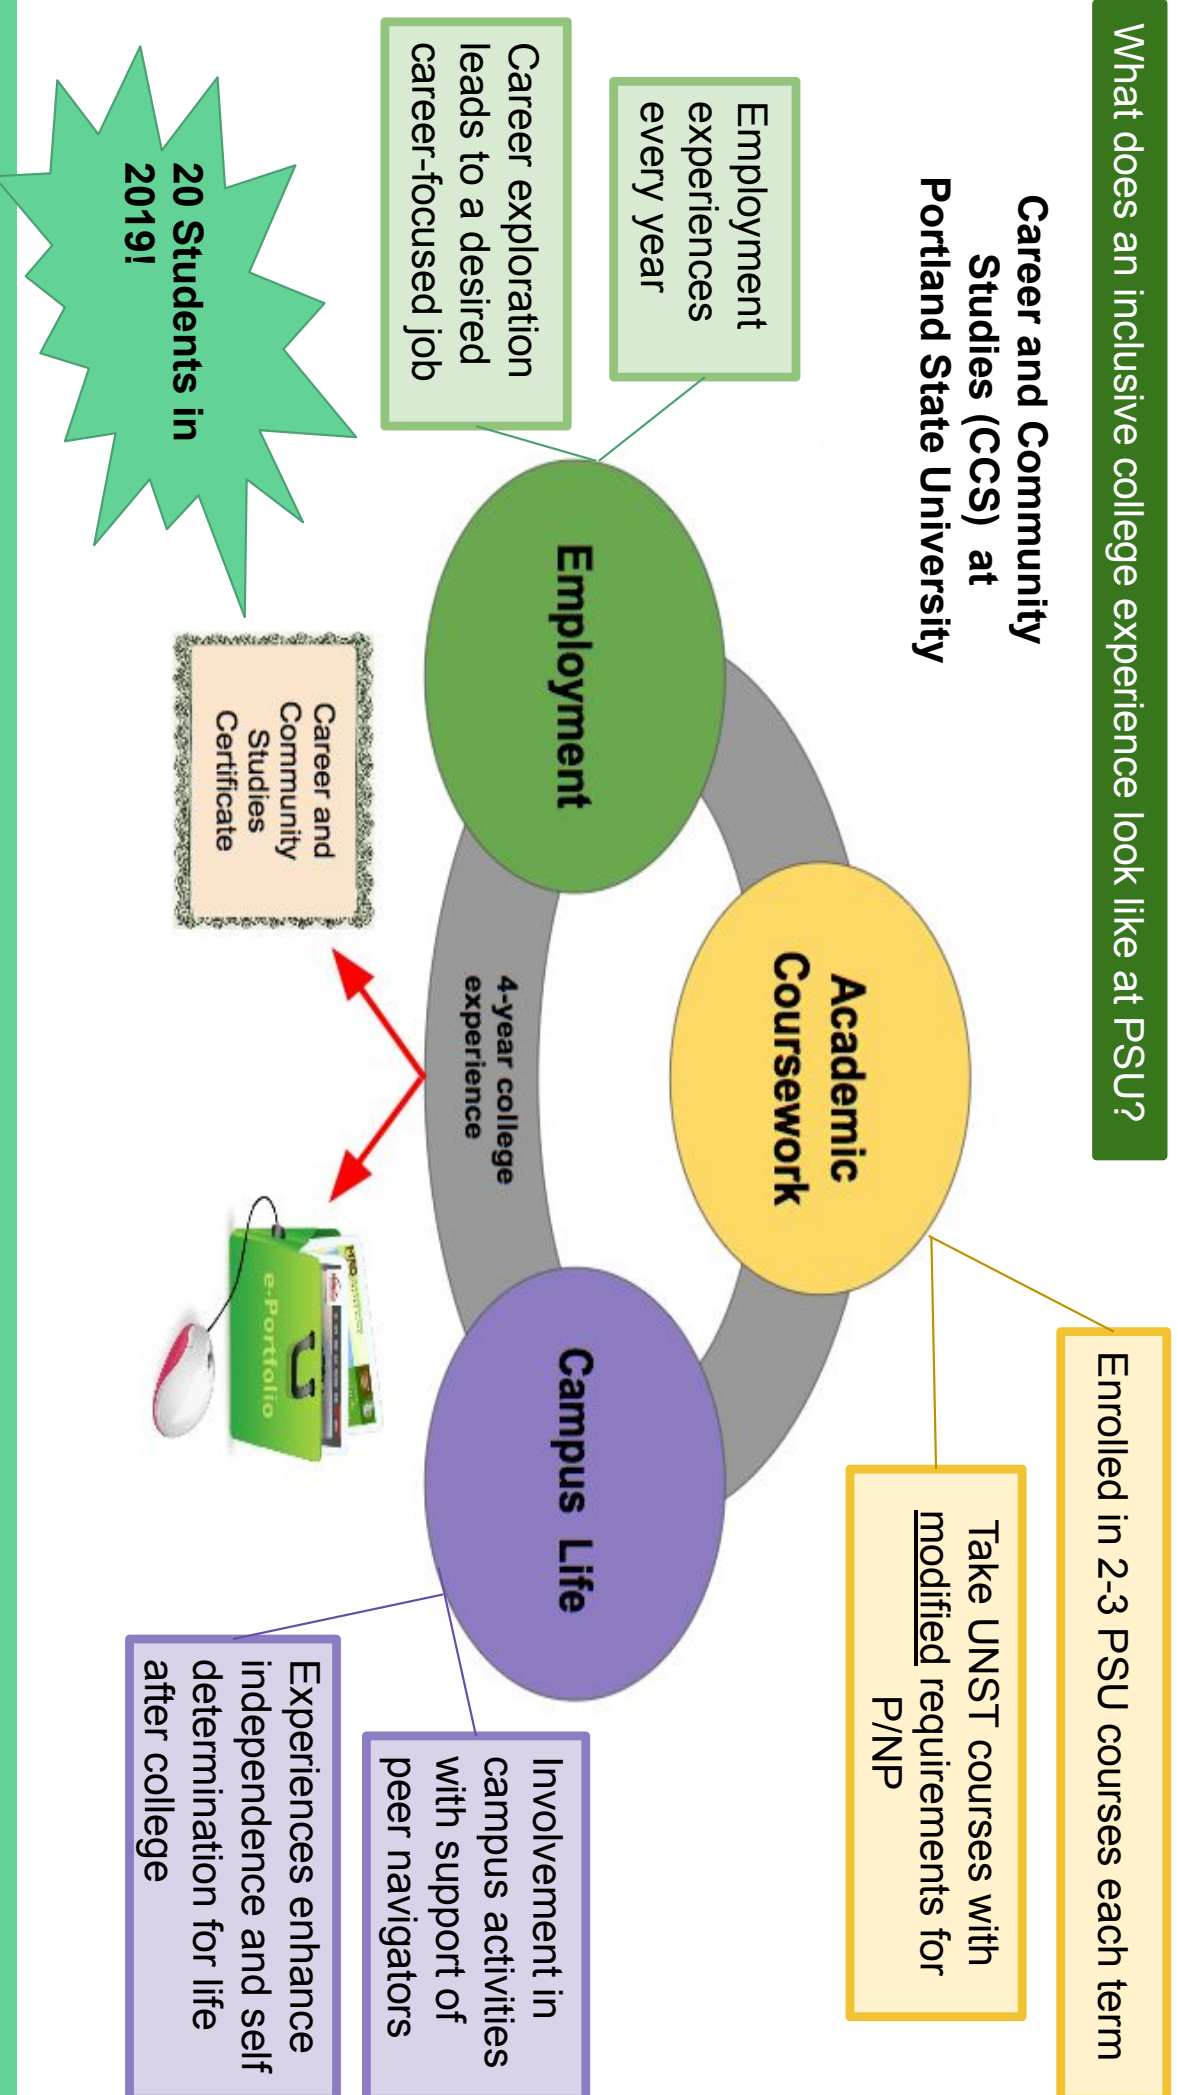 What does an inclusive college experience look like at PSU?
Career and Community
Studies (CCS) at
Portland State University
Enrolled in 2-3 PSU courses each term
Take UNST courses with
modified requirements for
P/NP
Employment
experiences
every year
Career exploration
leads to a desired
career-focused job
Academic
Coursework
Employment
Campus Life
4-year college
experience
Involvement in
campus activities
with support of
peer navigators
Experiences enhance
independence and self
determination for life
after college
20 Students in
2019!
Career and
Community
Studies
Certificate
e-Portfolio